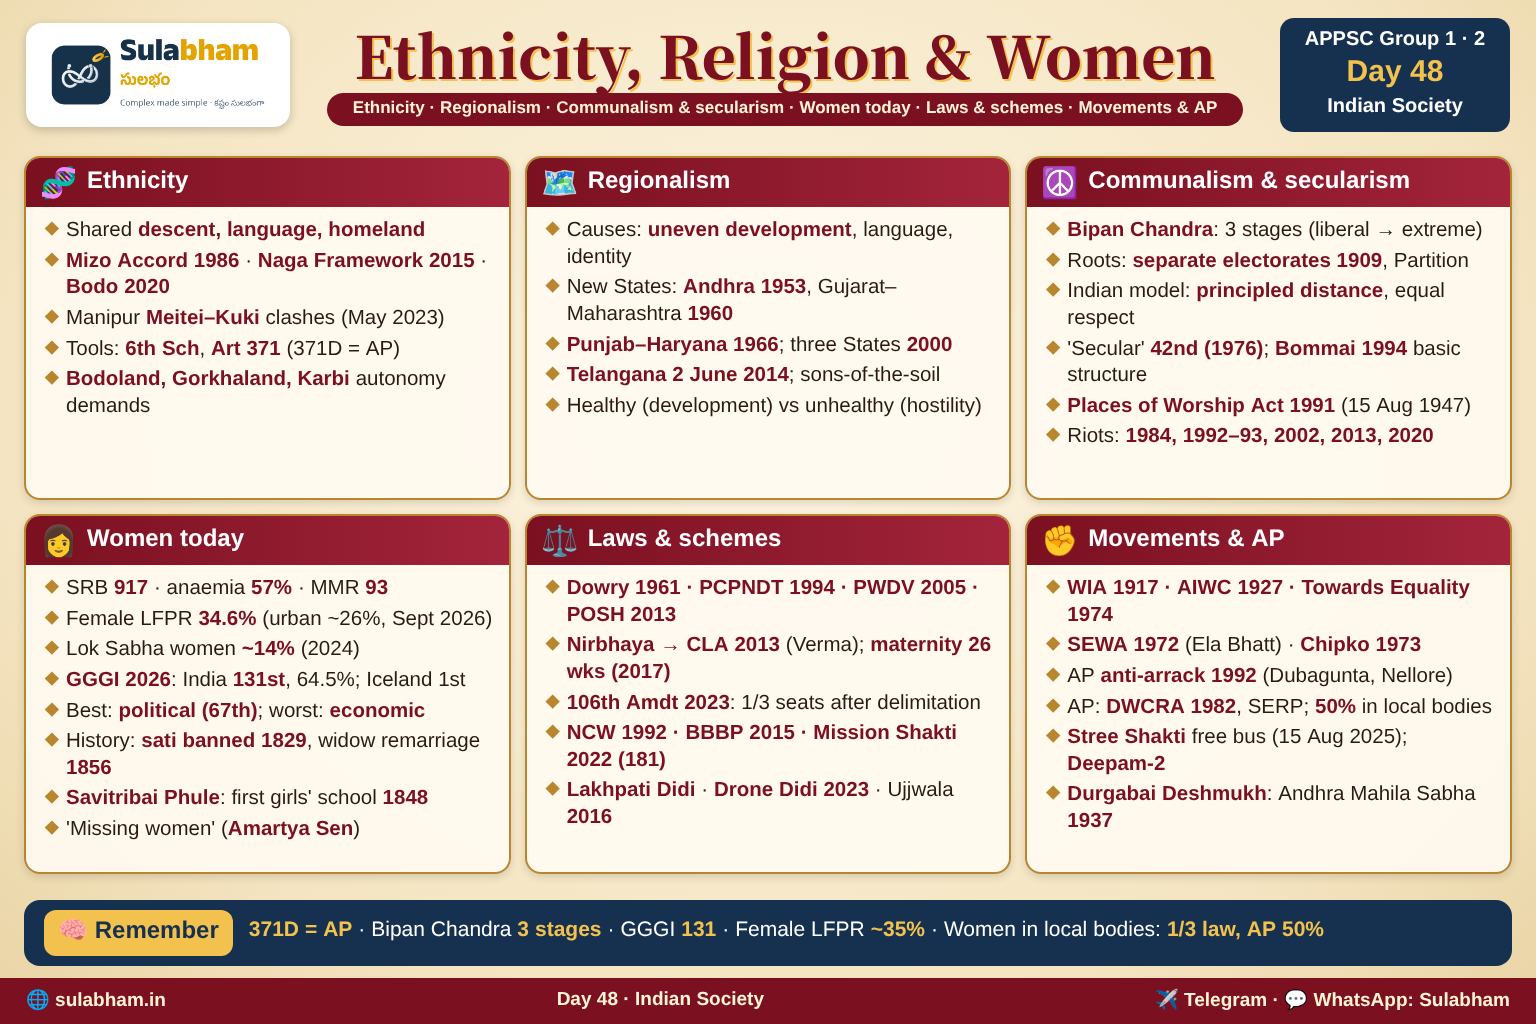 Sulabham
సులభం
Complex made simple · కష్టం సులభంగా
Ethnicity, Religion & Women
Ethnicity · Regionalism · Communalism & secularism · Women today · Laws & schemes · Movements & AP
APPSC Group 1 · 2
Day 48
Indian Society
Ethnicity
Shared descent, language, homeland
Mizo Accord 1986 · Naga Framework 2015 ·
Bodo 2020
Manipur Meitei–Kuki clashes (May 2023)
Tools: 6th Sch, Art 371 (371D = AP)
Bodoland, Gorkhaland, Karbi autonomy
demands
Regionalism
Causes: uneven development, language,
identity
New States: Andhra 1953, Gujarat–
Maharashtra 1960
Punjab–Haryana 1966; three States 2000
Telangana 2 June 2014; sons-of-the-soil
Healthy (development) vs unhealthy (hostility)
Communalism & secularism
Bipan Chandra: 3 stages (liberal → extreme)
Roots: separate electorates 1909, Partition
Indian model: principled distance, equal
respect
'Secular' 42nd (1976); Bommai 1994 basic
structure
Places of Worship Act 1991 (15 Aug 1947)
Riots: 1984, 1992–93, 2002, 2013, 2020
Women today
SRB 917 · anaemia 57% · MMR 93
Female LFPR 34.6% (urban ~26%, Sept 2026)
Lok Sabha women ~14% (2024)
GGGI 2026: India 131st, 64.5%; Iceland 1st
Best: political (67th); worst: economic
History: sati banned 1829, widow remarriage
1856
Savitribai Phule: first girls' school 1848
'Missing women' (Amartya Sen)
Laws & schemes
Dowry 1961 · PCPNDT 1994 · PWDV 2005 ·
POSH 2013
Nirbhaya → CLA 2013 (Verma); maternity 26
wks (2017)
106th Amdt 2023: 1/3 seats after delimitation
NCW 1992 · BBBP 2015 · Mission Shakti
2022 (181)
Lakhpati Didi · Drone Didi 2023 · Ujjwala
2016
Movements & AP
WIA 1917 · AIWC 1927 · Towards Equality
1974
SEWA 1972 (Ela Bhatt) · Chipko 1973
AP anti-arrack 1992 (Dubagunta, Nellore)
AP: DWCRA 1982, SERP; 50% in local bodies
Stree Shakti free bus (15 Aug 2025);
Deepam-2
Durgabai Deshmukh: Andhra Mahila Sabha
1937
Remember
371D = AP · Bipan Chandra 3 stages · GGGI 131 · Female LFPR ~35% · Women in local bodies: 1/3 law, AP 50%
sulabham.in
Day 48 · Indian Society
Telegram · WhatsApp: Sulabham